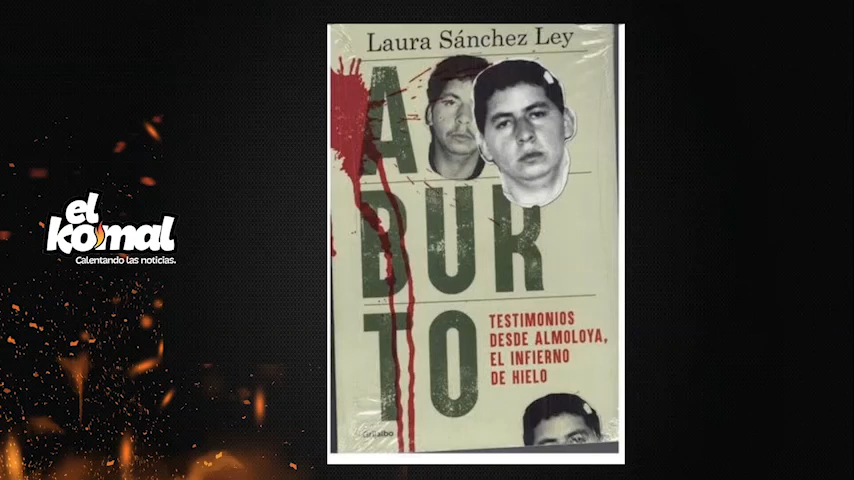 el
komal
Calentando las noticias.
Laura Sánchez Ley
A
BUR
TO
TESTIMONIOS
DESDE ALMOLOYA,
EL INFIERNO
DE HIELO
Grijalbo